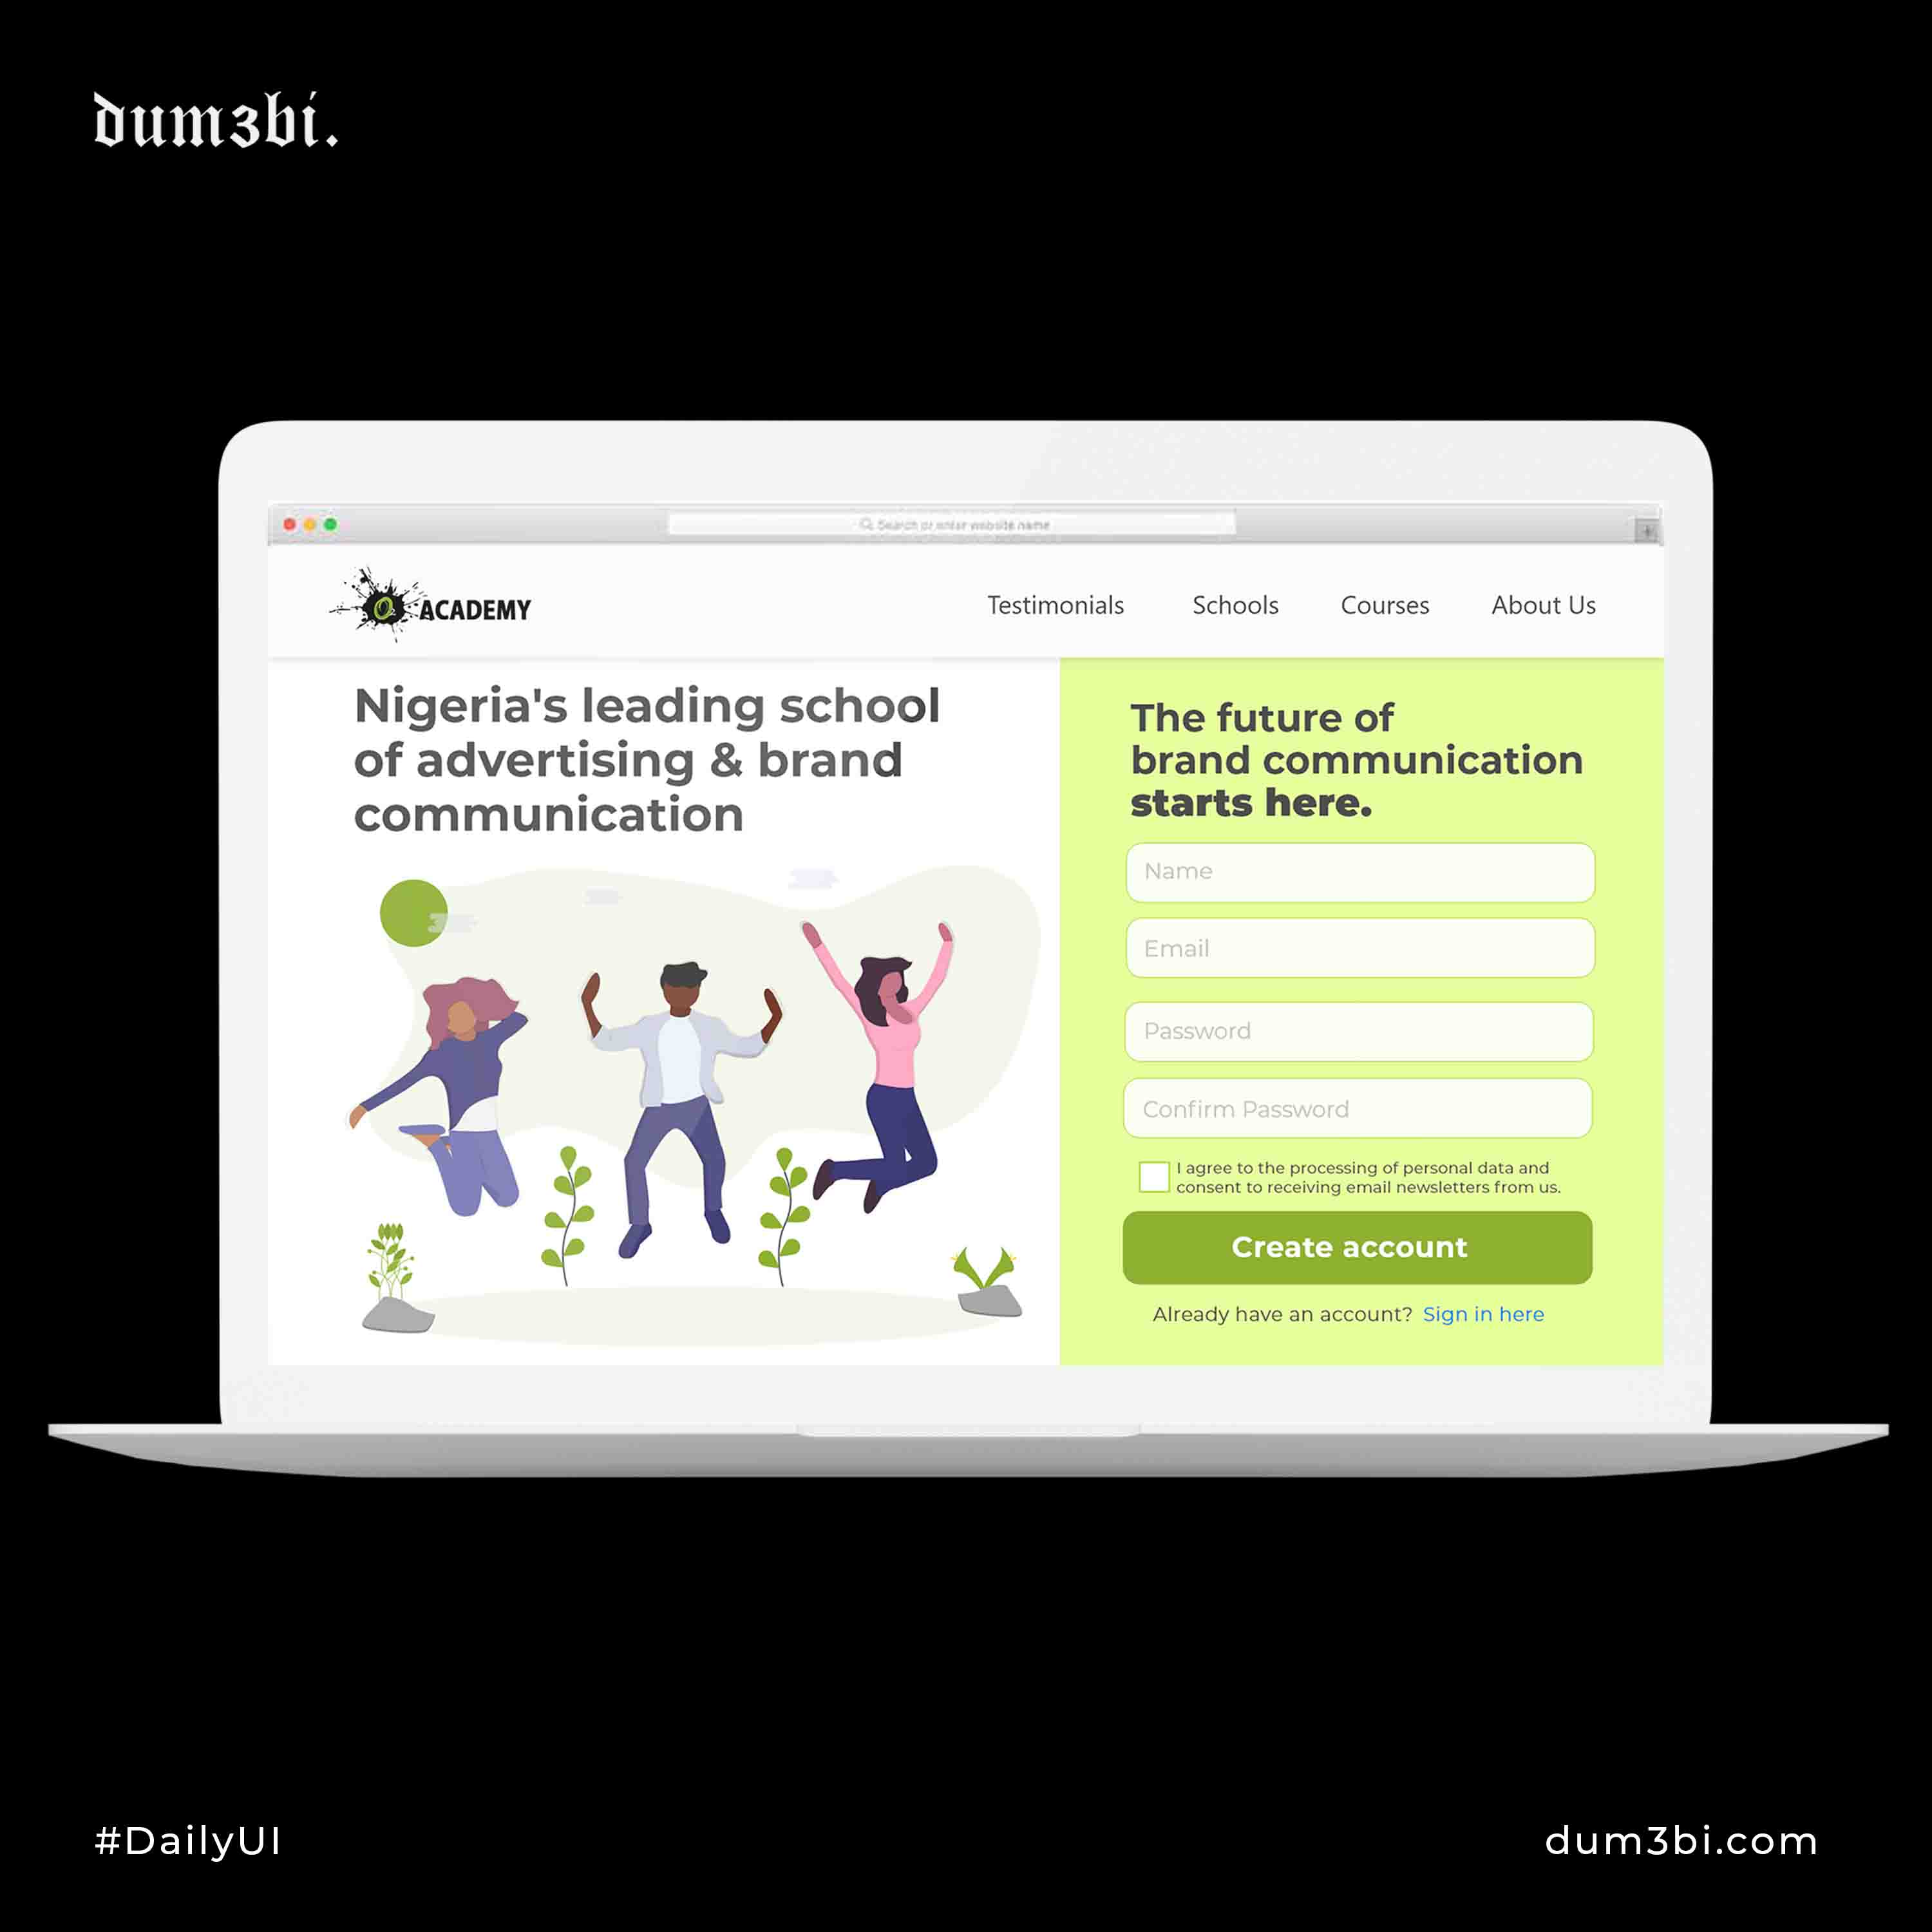 dum3bi.
Search or enter website name
O ACADEMY
Testimonials
Schools
Courses
About Us
Nigeria's leading school
of advertising & brand
communication
The future of
brand communication
starts here.
Name
Email
Password
Confirm Password
I agree to the processing of personal data and
consent to receiving email newsletters from us.
Create account
Already have an account? Sign in here
#DailyUI
dum3bi.com